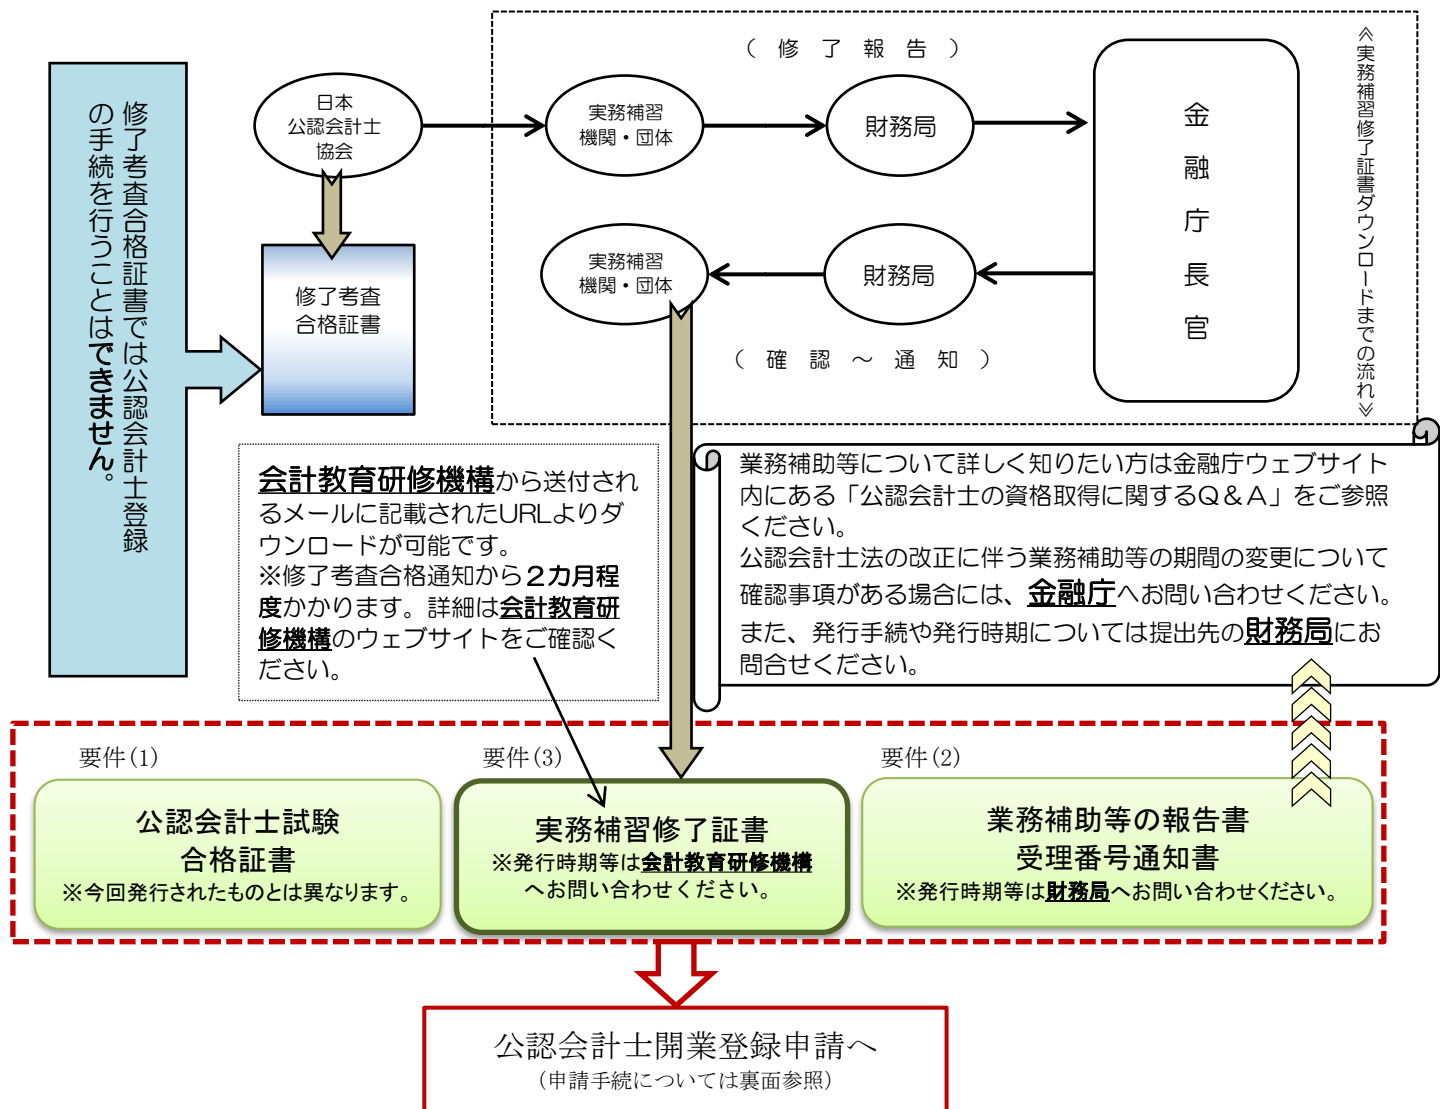 修了考査合格証書では公認会計士登録
の手続を行うことはできません。
日本
公認会計士
協会
修了考査
合格証書
（修了報告）
実務補習
機関・団体
財務局
金融庁長官
実務補習
機関・団体
財務局
（確認～通知）
≪実務補習修了証書ダウンロードまでの流れ≫
会計教育研修機構から送付され
るメールに記載されたURLよりダ
ウンロードが可能です。
※修了考査合格通知から２カ月程
度かかります。詳細は会計教育研
修機構のウェブサイトをご確認く
ださい。
業務補助等について詳しく知りたい方は金融庁ウェブサイト
内にある「公認会計士の資格取得に関するＱ＆Ａ」をご参照
ください。
公認会計士法の改正に伴う業務補助等の期間の変更について
確認事項がある場合には、金融庁へお問い合わせください。
また、発行手続や発行時期については提出先の財務局にお
問合せください。
要件(1)
公認会計士試験
合格証書
※今回発行されたものとは異なります。
要件(3)
実務補習修了証書
※発行時期等は会計教育研修機構
へお問い合わせください。
要件(2)
業務補助等の報告書
受理番号通知書
※発行時期等は財務局へお問い合わせください。
公認会計士開業登録申請へ
（申請手続については裏面参照）